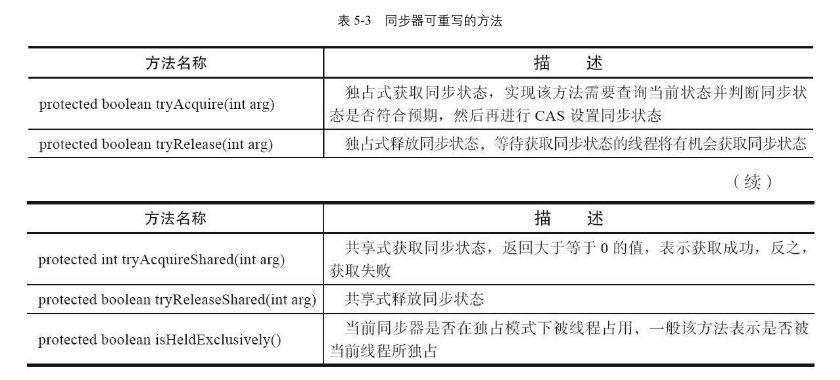 表 5-3 同步器可重写的方法
方法名称 描 述
protected boolean tryAcquire(int arg) 独占式获取同步状态，实现该方法需要查询当前状态并判断同步状
态是否符合预期，然后再进行 CAS 设置同步状态
protected boolean tryRelease(int arg) 独占式释放同步状态，等待获取同步状态的线程将有机会获取同步状态
（续）
方法名称 描 述
protected int tryAcquireShared(int arg) 共享式获取同步状态，返回大于等于 0 的值，表示获取成功，反之，
获取失败
protected boolean tryReleaseShared(int arg) 共享式释放同步状态
protected boolean isHeldExclusively() 当前同步器是否在独占模式下被线程占用，一般该方法表示是否被
当前线程所独占